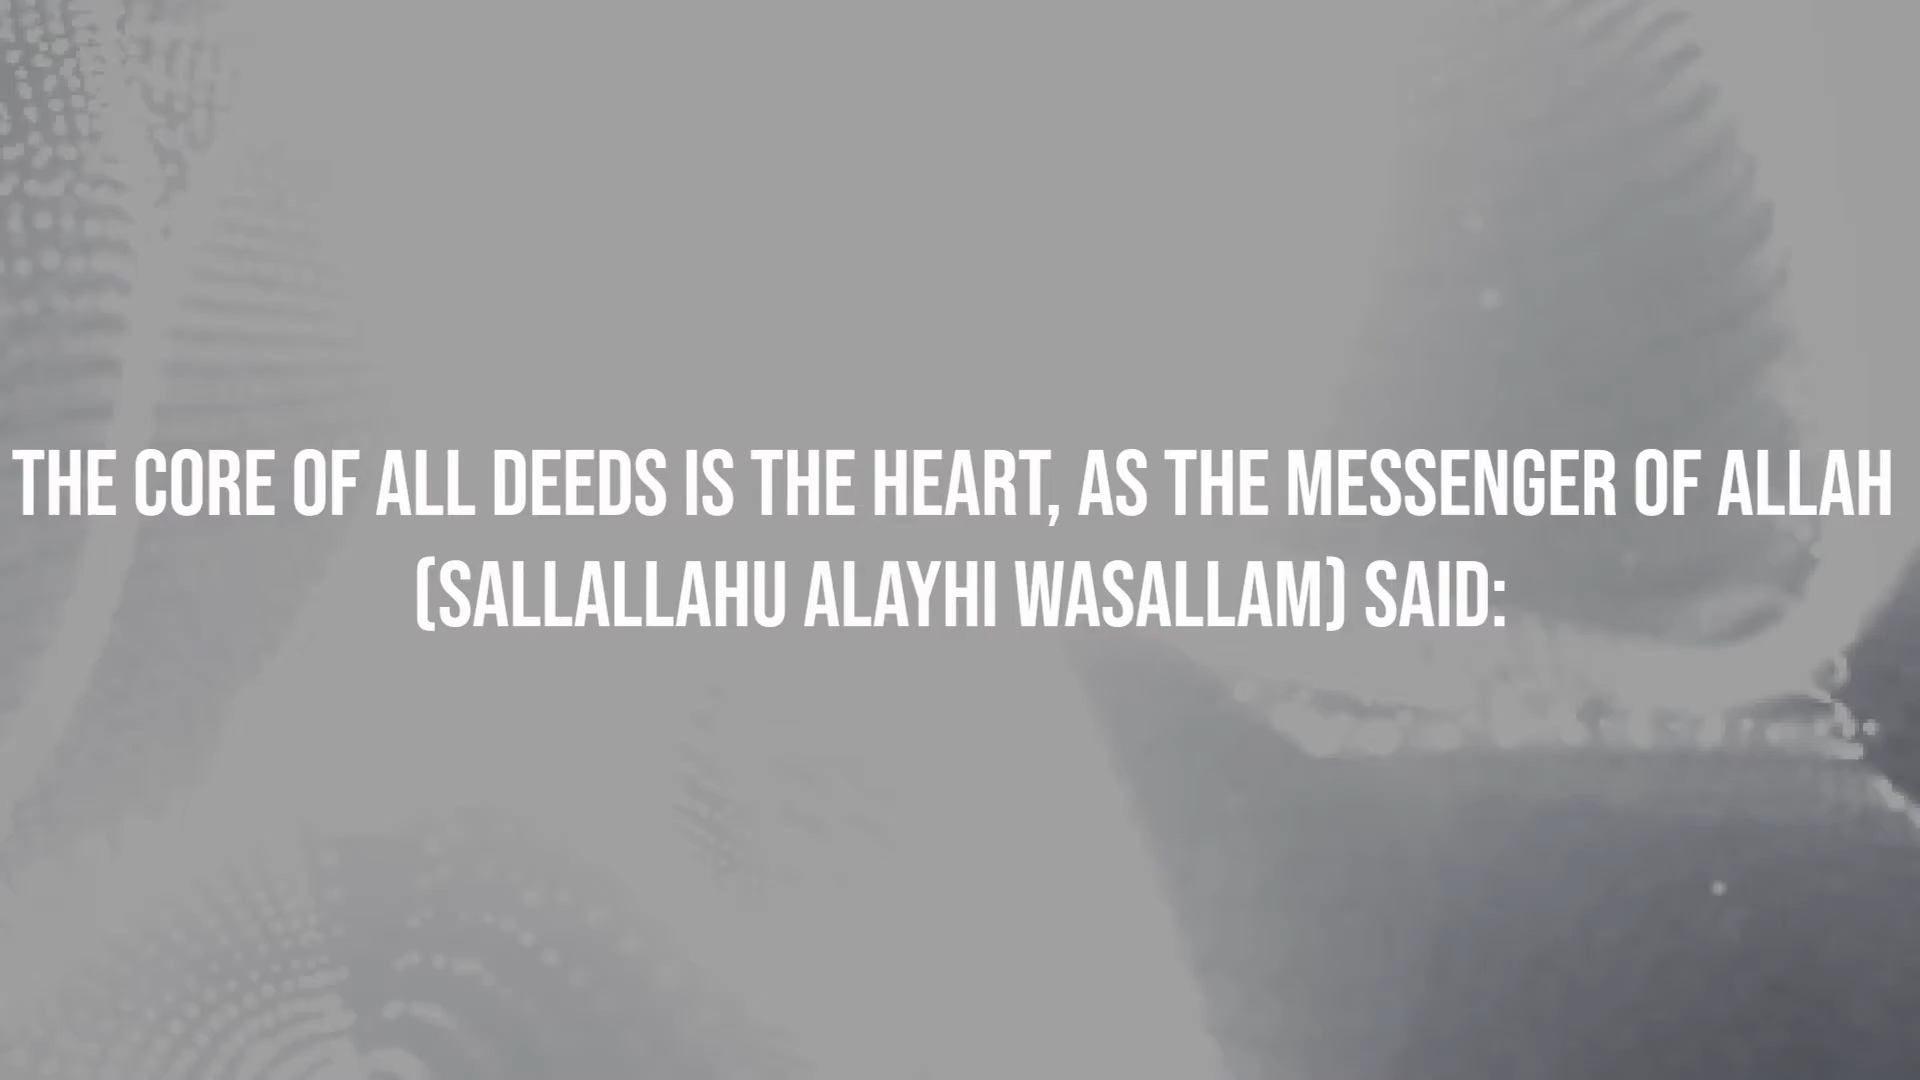 THE CORE OF ALL DEEDS IS THE HEART, AS THE MESSENGER OF ALLAH
(SALLALLAHU ALAYHI WASALLAM) SAID: